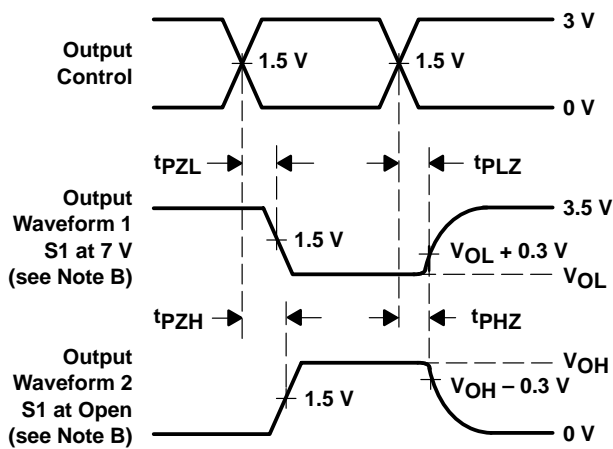 Output
Control
3 V
1.5 V
1.5 V
0 V
tPZL
tPLZ
Output
Waveform 1
S1 at 7 V
(see Note B)
3.5 V
1.5 V
VOL + 0.3 V
VOL
tPZH
tPHZ
Output
Waveform 2
S1 at Open
(see Note B)
VOH
1.5 V
VOH − 0.3 V
0 V